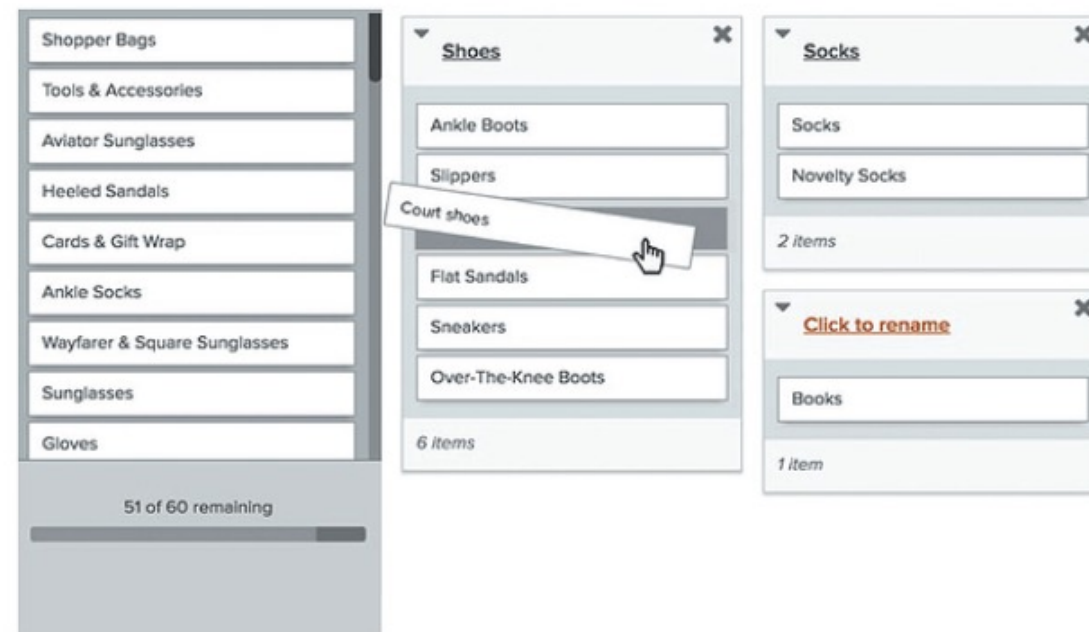 Shopper Bags
Tools & Accessories
Aviator Sunglasses
Heeled Sandals
Cards & Gift Wrap
Ankle Socks
Wayfarer & Square Sunglasses
Sunglasses
Gloves
51 of 60 remaining
Shoes
Ankle Boots
Slippers
Court shoes
Flat Sandals
Sneakers
Over-The-Knee Boots
6 items
Socks
Socks
Novelty Socks
2 items
Click to rename
Books
1 item